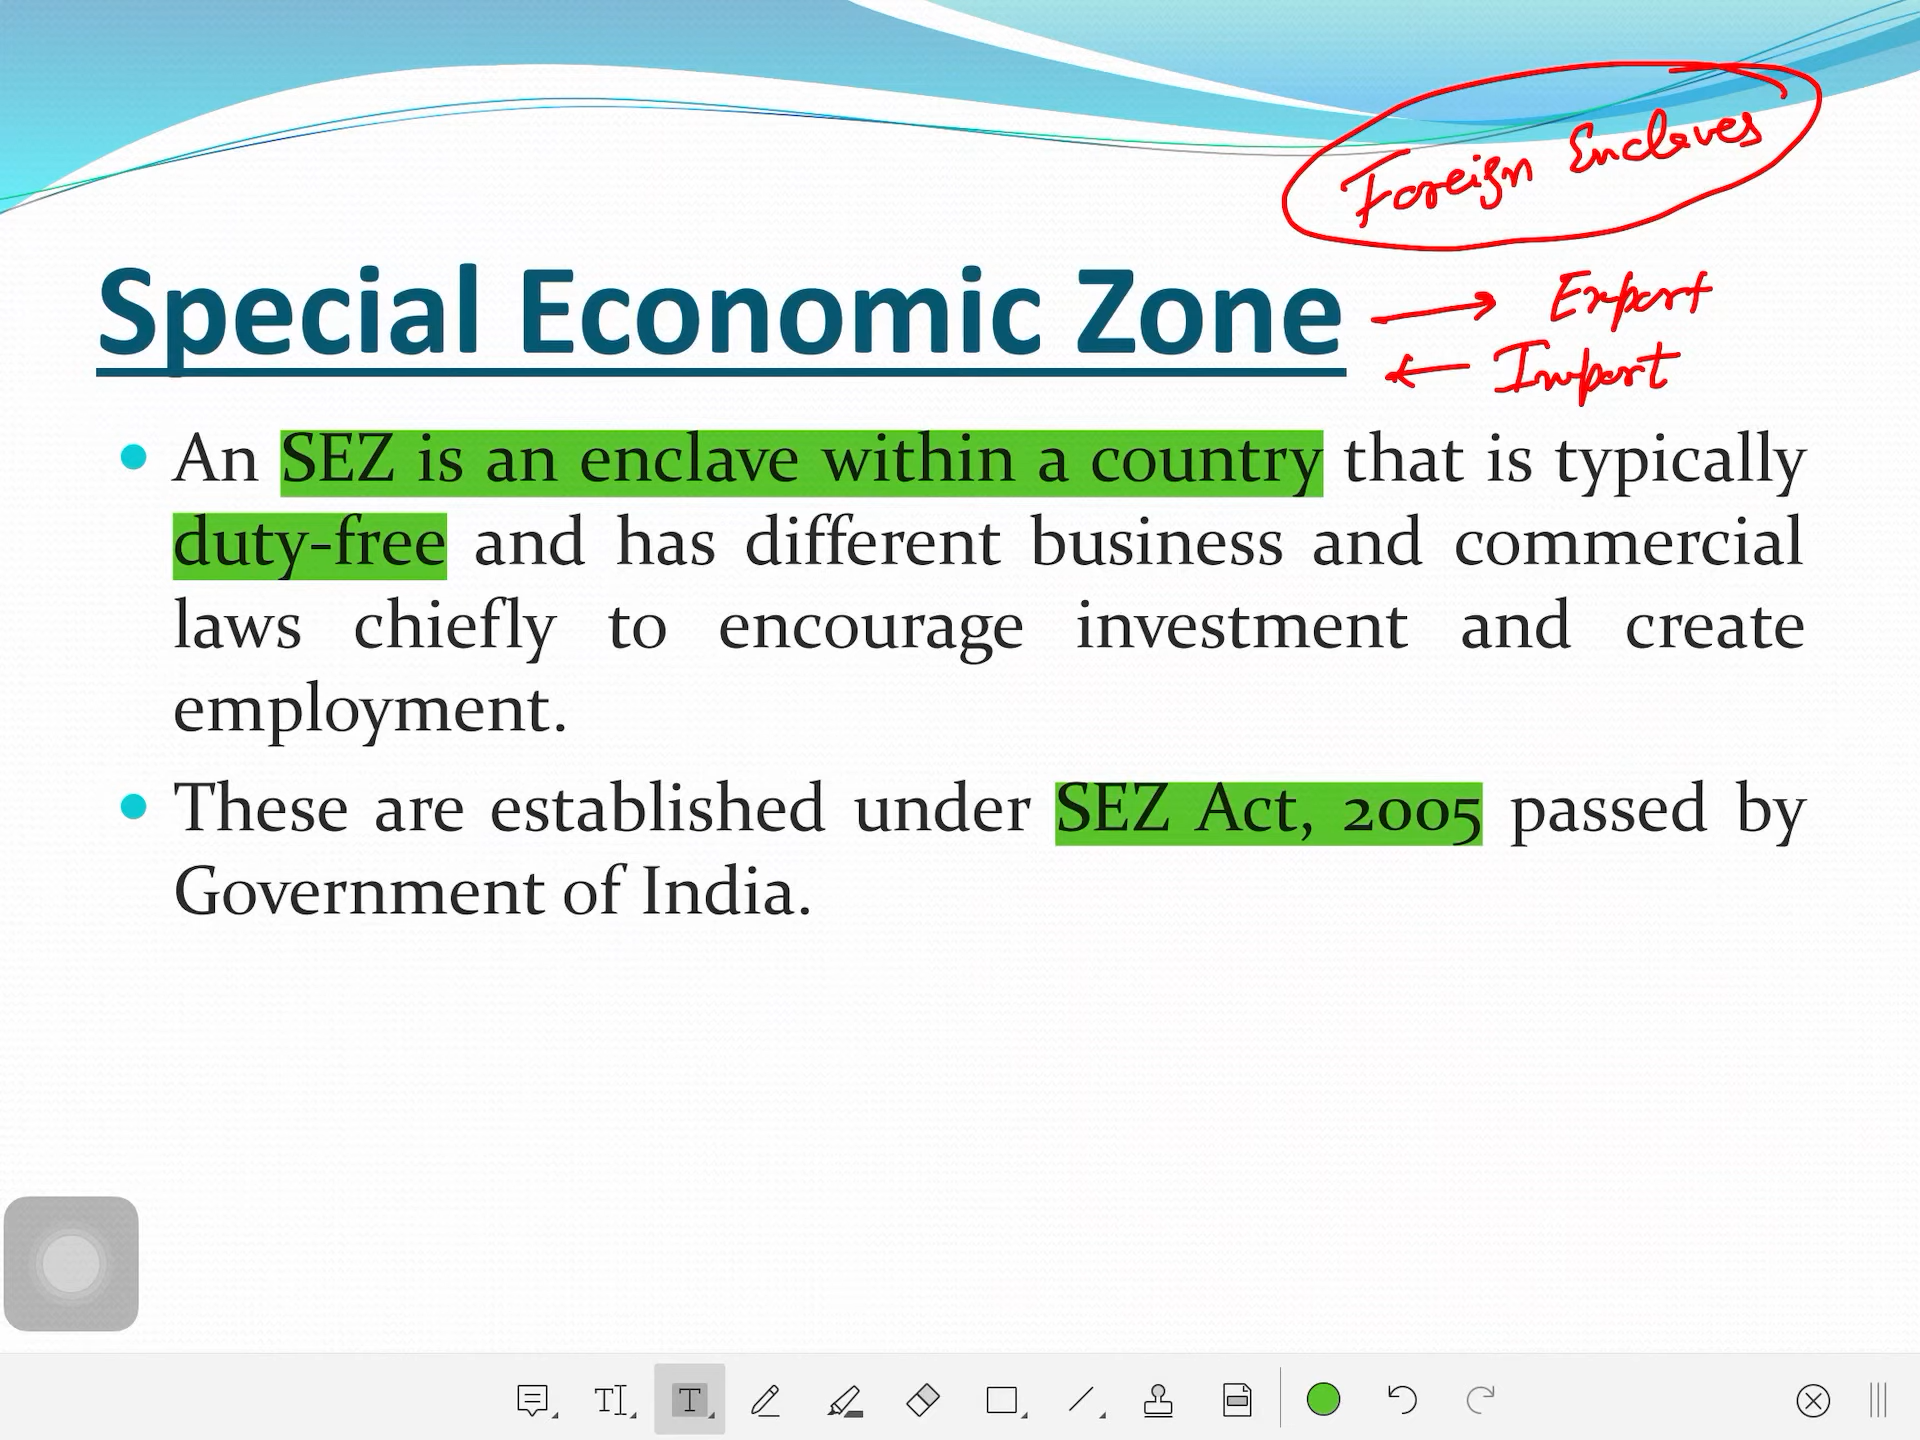 Foreign Enclaves
Special Economic Zone
→ Export
← Import
• An SEZ is an enclave within a country that is typically
duty-free and has different business and commercial
laws chiefly to encourage investment and create
employment.
• These are established under SEZ Act, 2005 passed by
Government of India.